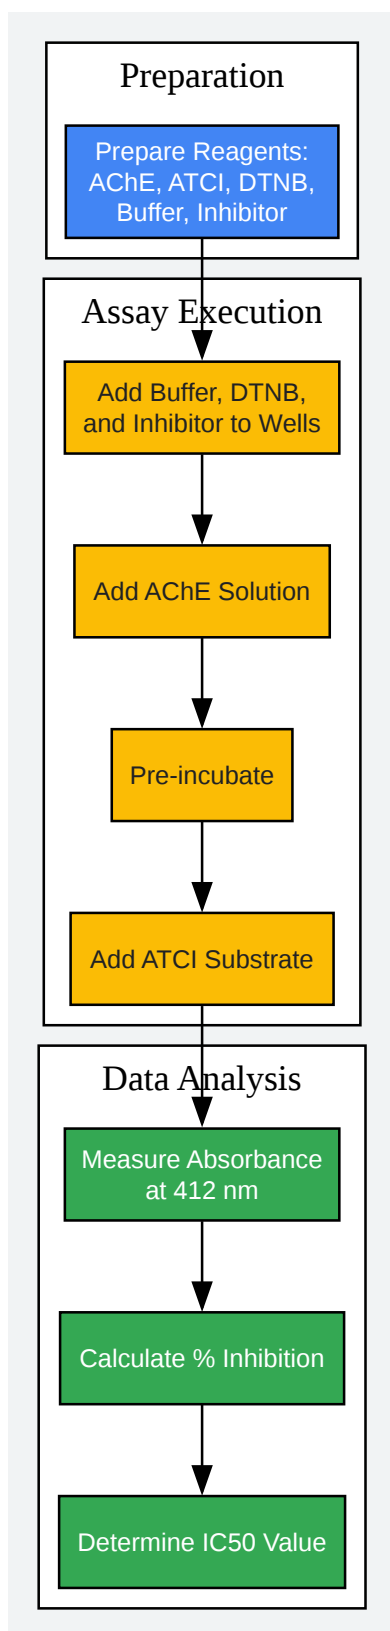 Preparation
Prepare Reagents:
AChE, ATCI, DTNB,
Buffer, Inhibitor
Assay Execution
Add Buffer, DTNB,
and Inhibitor to Wells
Add AChE Solution
Pre-incubate
Add ATCI Substrate
Data Analysis
Measure Absorbance
at 412 nm
Calculate % Inhibition
Determine IC50 Value